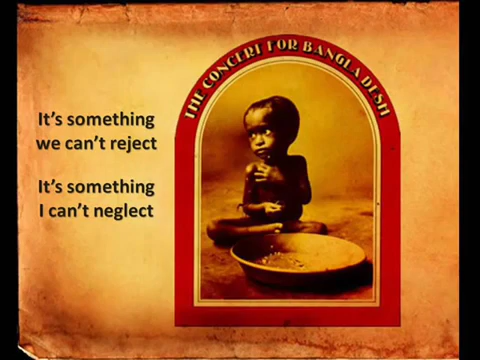 THE CONCERT FOR BANGLA DESH
It's something
we can't reject
It's something
I can't neglect